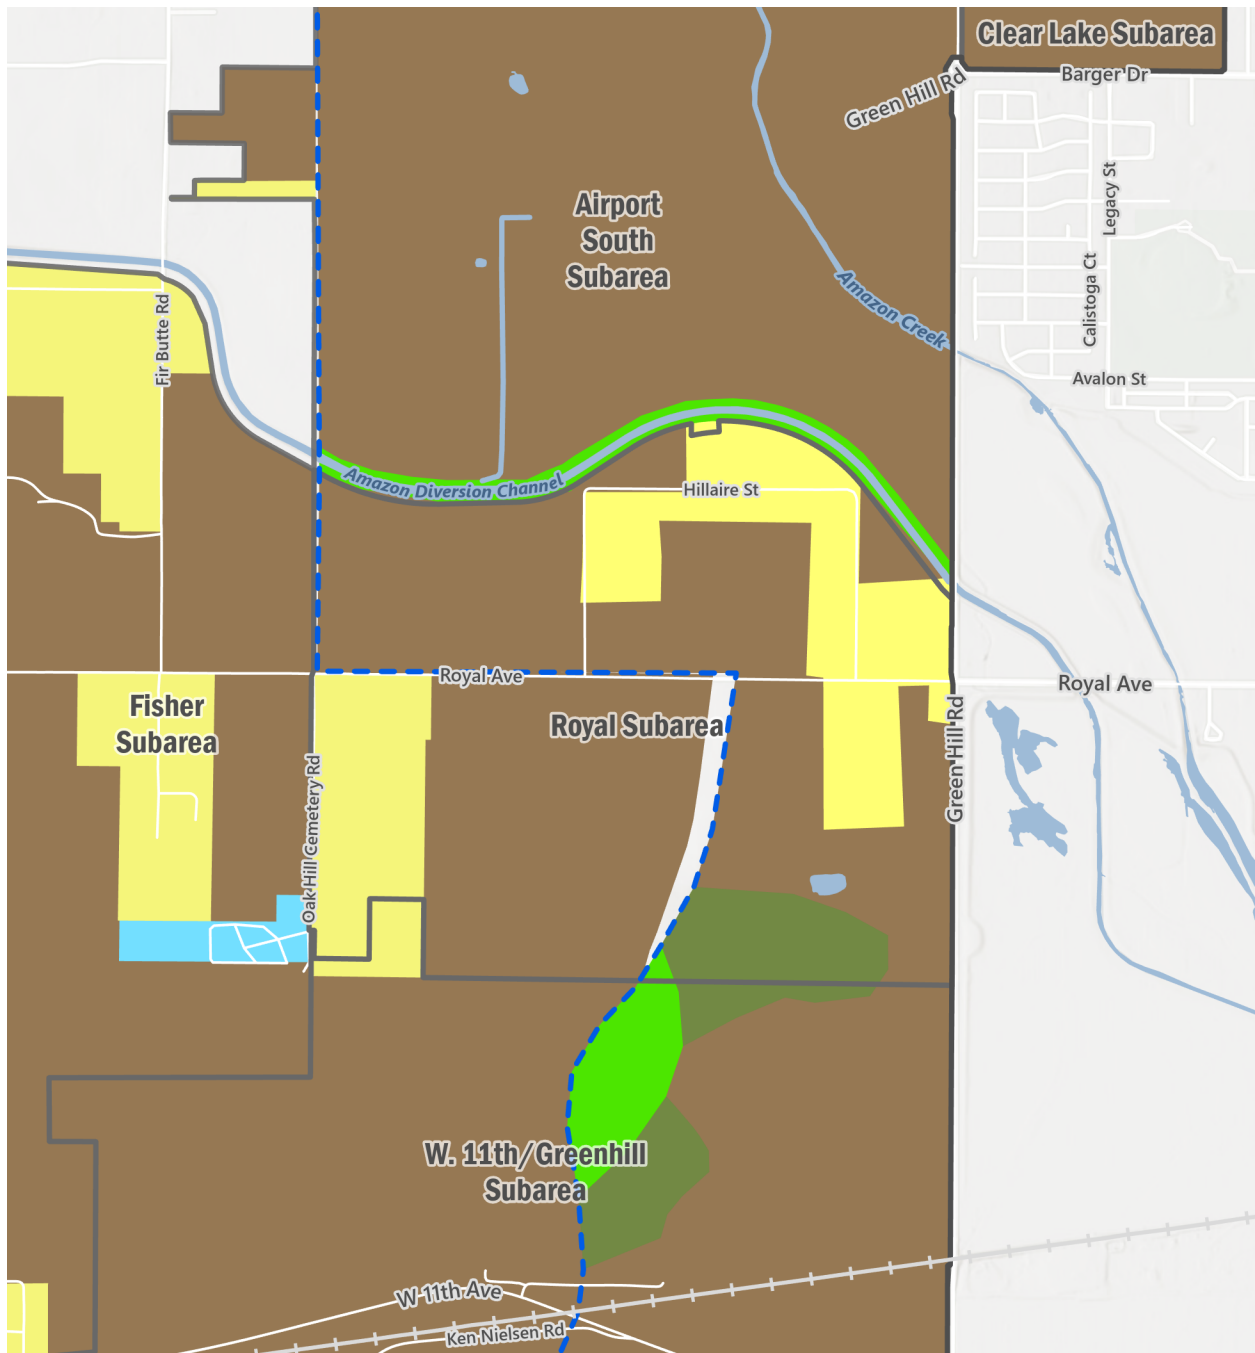 Clear Lake Subarea
Barger Dr
Green Hill Rd
Legacy St
Airport
South
Subarea
Calistoga Ct
Amazon Creek
Fir Butte Rd
Avalon St
Amazon Diversion Channel
Hillaire St
Royal Ave
Royal Ave
Fisher
Subarea
Royal Subarea
Green Hill Rd
Oak Hill Cemetery Rd
W. 11th/Greenhill
Subarea
W 11th Ave
Ken Nielsen Rd